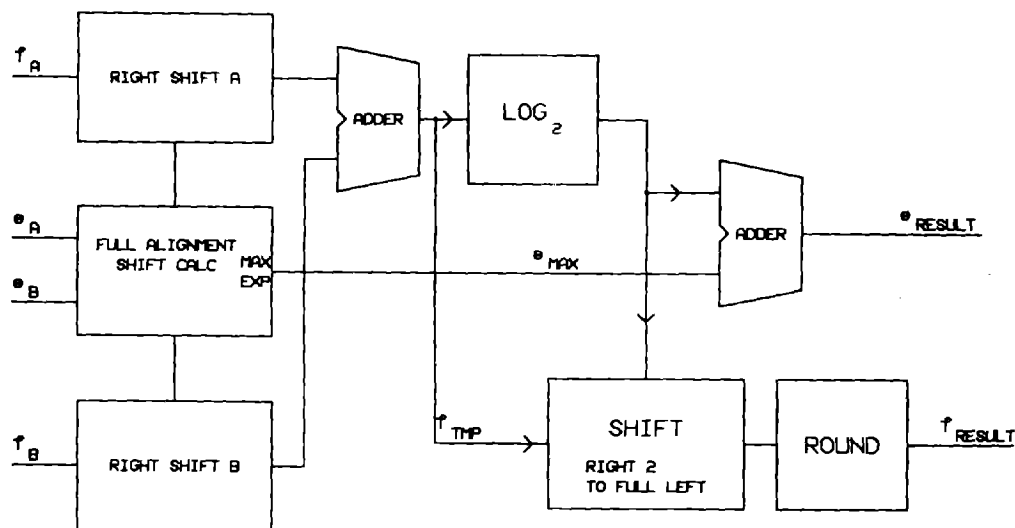 f A
RIGHT SHIFT A
ADDER
LOG 2
e A
FULL ALIGNMENT
SHIFT CALC
MAX
EXP
e B
e MAX
ADDER
e RESULT
f B
RIGHT SHIFT B
f TMP
SHIFT
RIGHT 2
TO FULL LEFT
ROUND
f RESULT